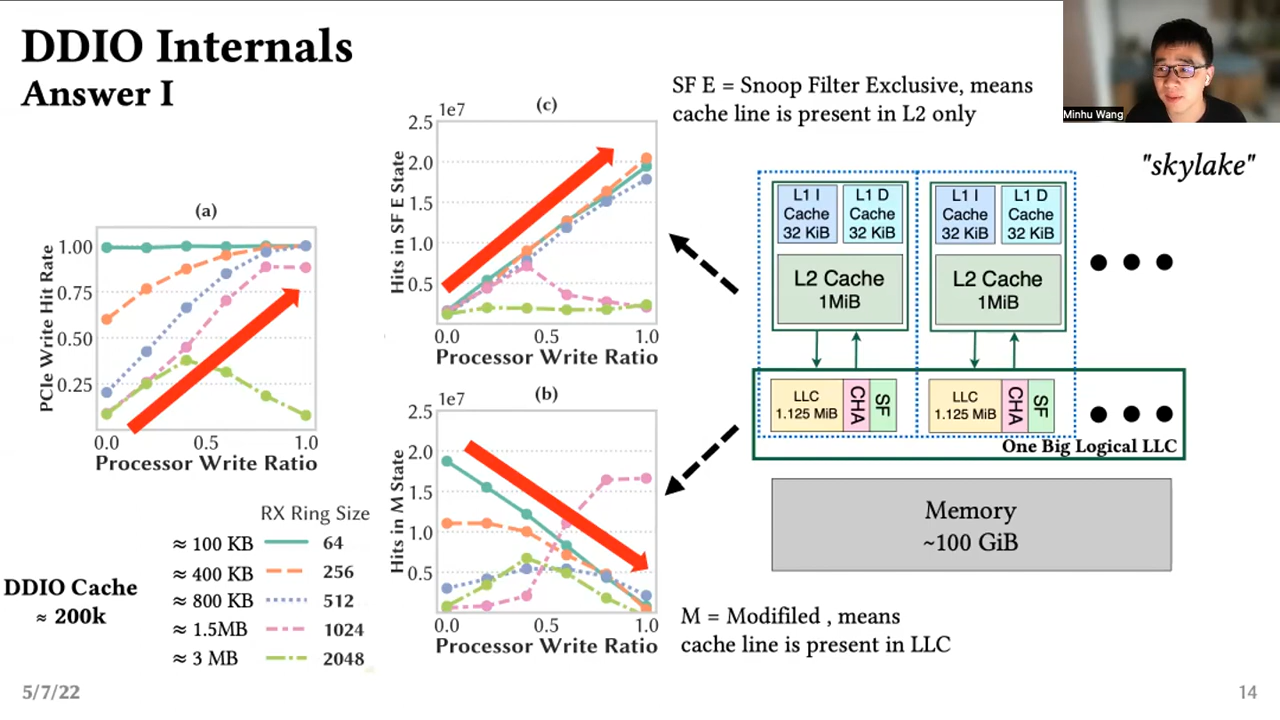 DDIO Internals
Answer I
SF E = Snoop Filter Exclusive, means
cache line is present in L2 only
Minhu Wang
"skylake"
(a)
PCIe Write Hit Rate
1.00
0.75
0.50
0.25
0.0
0.5
1.0
Processor Write Ratio
(c)
1e7
Hits in SF E State
2.5
2.0
1.5
1.0
0.5
0.0
0.5
1.0
Processor Write Ratio
(b)
1e7
Hits in M State
2.5
2.0
1.5
1.0
0.5
0.0
0.5
1.0
Processor Write Ratio
L1 I
Cache
32 KiB
L1 D
Cache
32 KiB
L1 I
Cache
32 KiB
L1 D
Cache
32 KiB
L2 Cache
1MiB
L2 Cache
1MiB
LLC
1.125 MiB
CHA
SF
LLC
1.125 MiB
CHA
SF
One Big Logical LLC
Memory
~100 GiB
M = Modifiled , means
cache line is present in LLC
RX Ring Size
≈ 100 KB 64
≈ 400 KB 256
≈ 800 KB 512
≈ 1.5MB 1024
≈ 3 MB 2048
DDIO Cache
≈ 200k
5/7/22
14